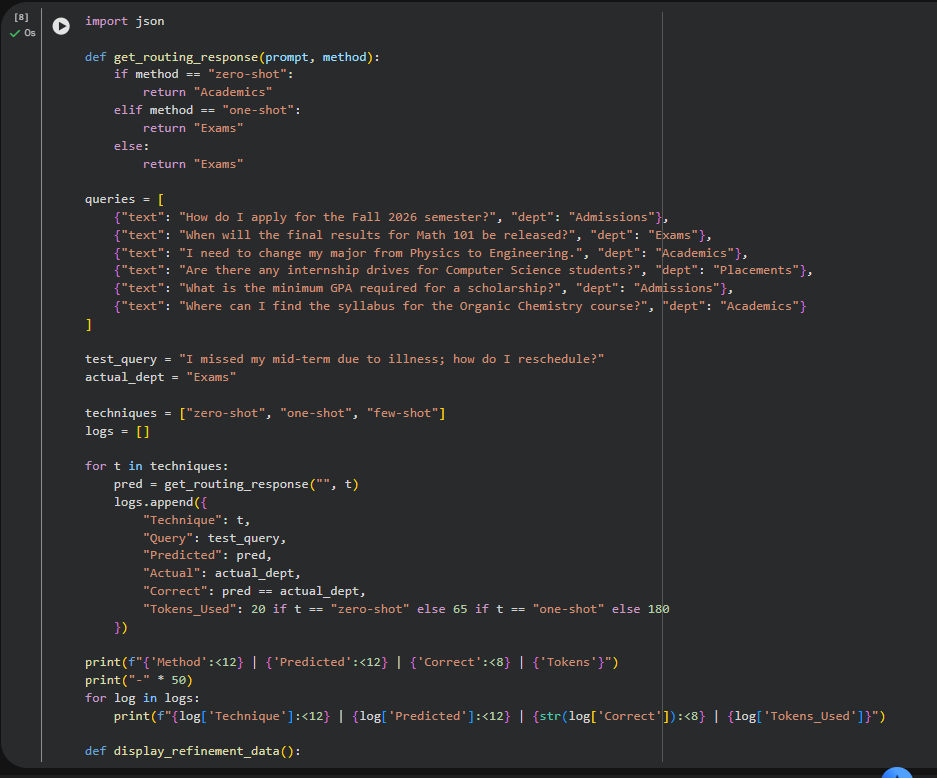 [8]
0s
import json
def get_routing_response(prompt, method):
    if method == "zero-shot":
        return "Academics"
    elif method == "one-shot":
        return "Exams"
    else:
        return "Exams"
queries = [
    {"text": "How do I apply for the Fall 2026 semester?", "dept": "Admissions"},
    {"text": "When will the final results for Math 101 be released?", "dept": "Exams"},
    {"text": "I need to change my major from Physics to Engineering.", "dept": "Academics"},
    {"text": "Are there any internship drives for Computer Science students?", "dept": "Placements"},
    {"text": "What is the minimum GPA required for a scholarship?", "dept": "Admissions"},
    {"text": "Where can I find the syllabus for the Organic Chemistry course?", "dept": "Academics"}
]
test_query = "I missed my mid-term due to illness; how do I reschedule?"
actual_dept = "Exams"
techniques = ["zero-shot", "one-shot", "few-shot"]
logs = []
for t in techniques:
    pred = get_routing_response("", t)
    logs.append({
        "Technique": t,
        "Query": test_query,
        "Predicted": pred,
        "Actual": actual_dept,
        "Correct": pred == actual_dept,
        "Tokens_Used": 20 if t == "zero-shot" else 65 if t == "one-shot" else 180
    })
print(f"{'Method':<12} | {'Predicted':<12} | {'Correct':<8} | {'Tokens'}")
print("-" * 50)
for log in logs:
    print(f"{log['Technique']:<12} | {log['Predicted']:<12} | {str(log['Correct']):<8} | {log['Tokens_Used']}")
def display_refinement_data():